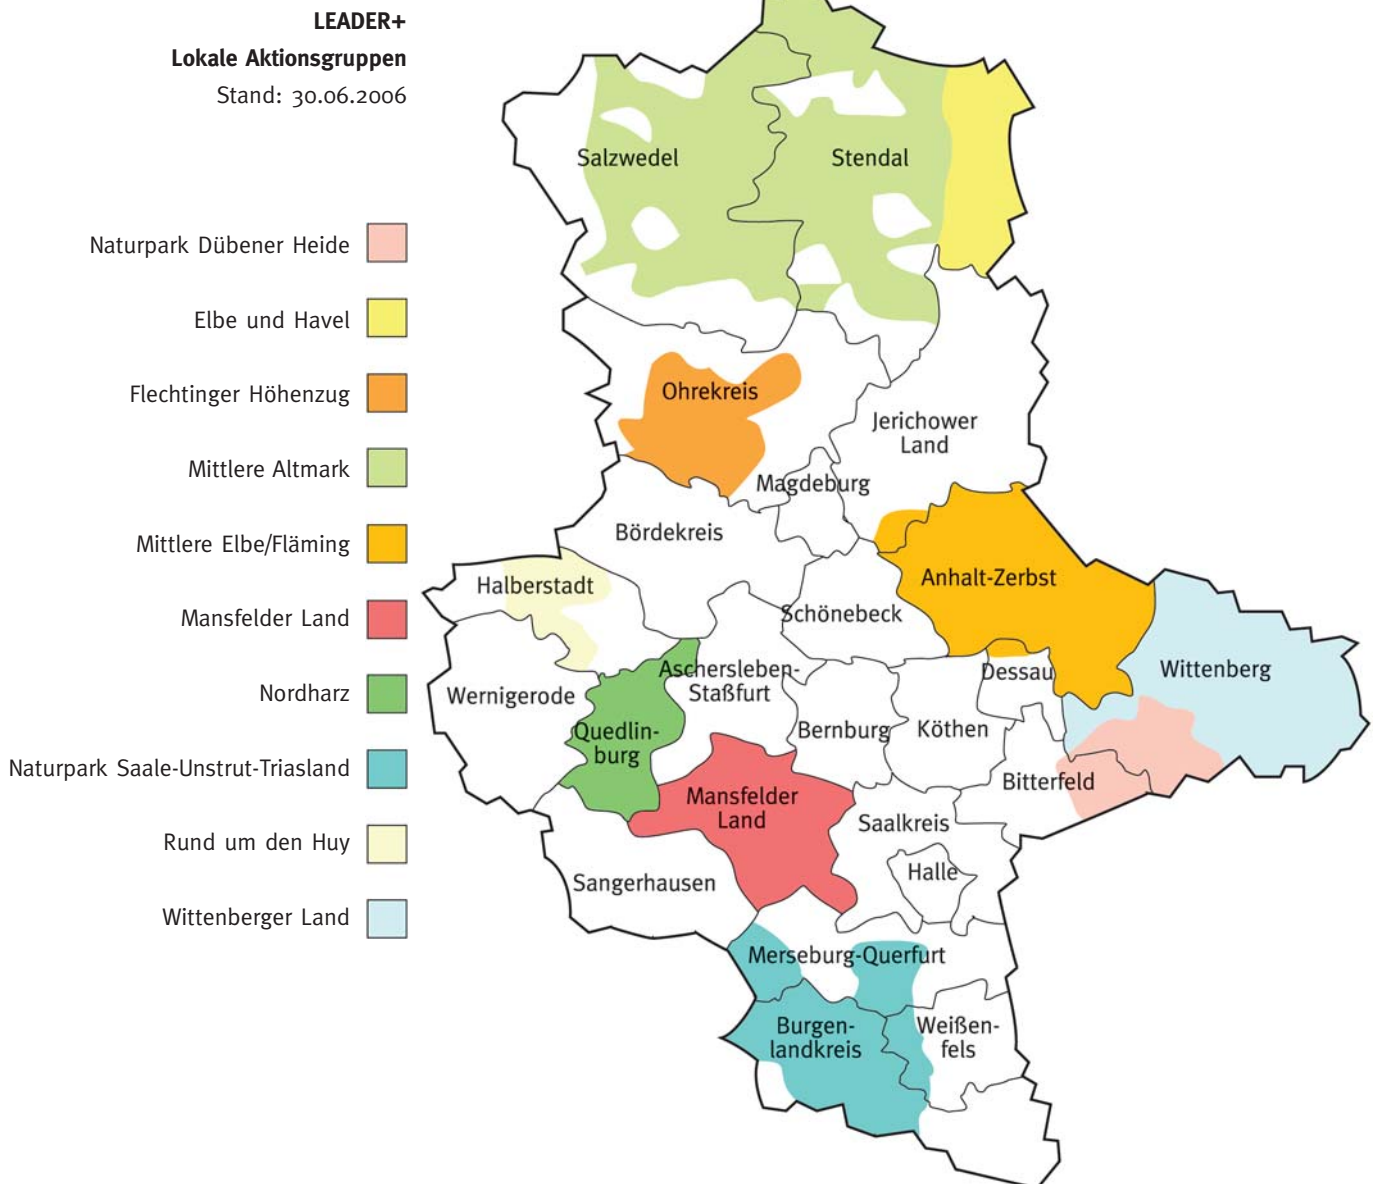 LEADER+
Lokale Aktionsgruppen
Stand: 30.06.2006
Naturpark Dübener Heide
Elbe und Havel
Flechtinger Höhenzug
Mittlere Altmark
Mittlere Elbe/Fläming
Mansfelder Land
Nordharz
Naturpark Saale-Unstrut-Triasland
Rund um den Huy
Wittenberger Land
Salzwedel
Stendal
Ohrekreis
Jerichower
Land
Magdeburg
Bördekreis
Halberstadt
Anhalt-Zerbst
Schönebeck
Wernigerode
Aschersleben-
Staßfurt
Dessau
Wittenberg
Quedlin-
burg
Bernburg
Köthen
Bitterfeld
Mansfelder
Land
Saalkreis
Halle
Sangerhausen
Merseburg-Querfurt
Burgen-
landkreis
Weißen-
fels